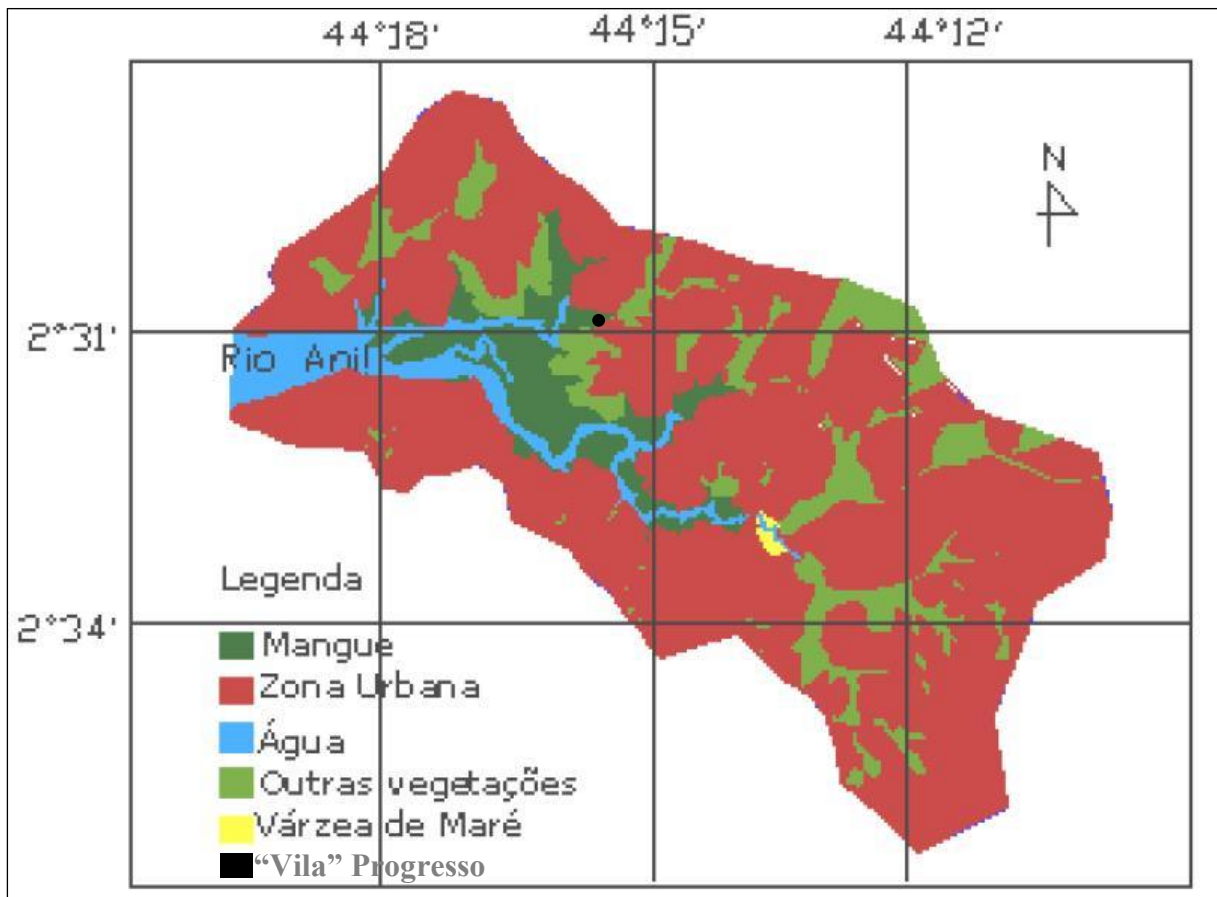 44°18' 44°15' 44°12'
N
2°31'
Rio Anil
Legenda
2°34'
Mangue
Zona Urbana
Água
Outras vegetações
Várzea de Maré
“Vila” Progresso